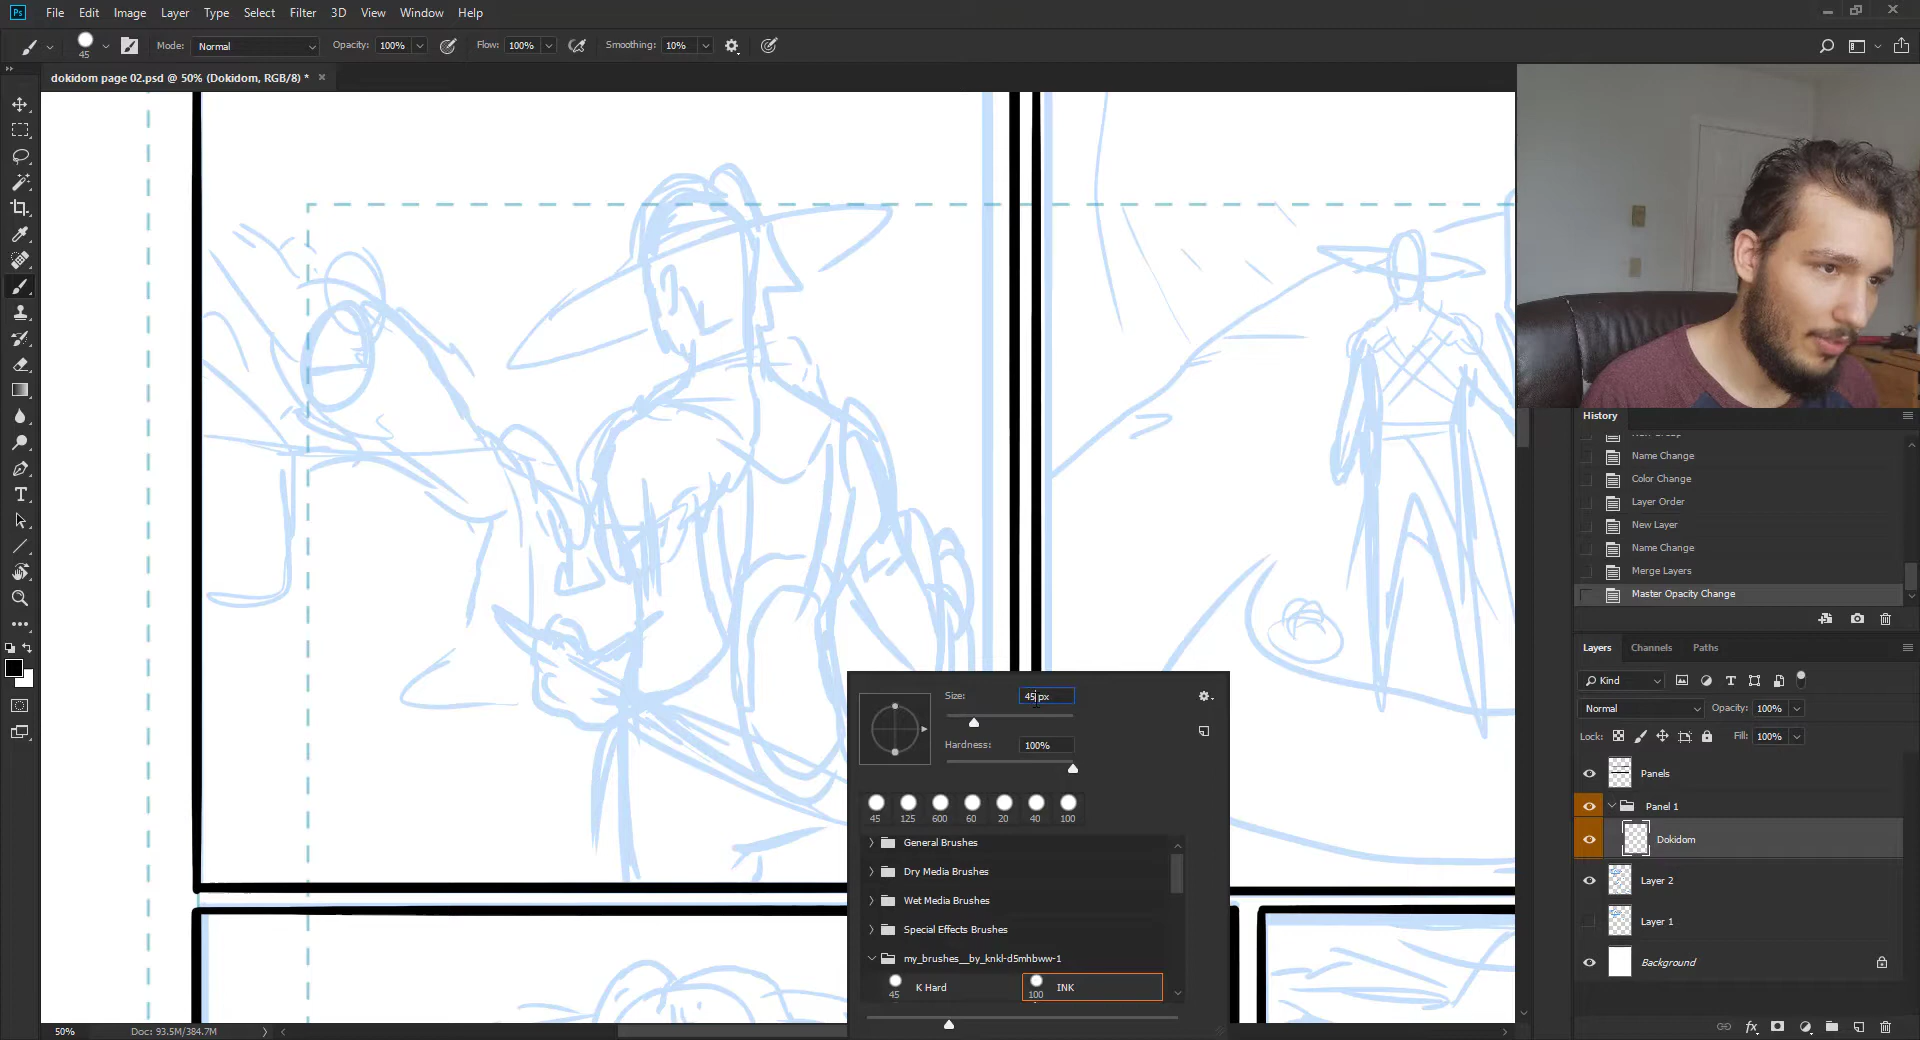 Ps File Edit Image Layer Type Select Filter 3D View Window Help
45 Mode: Normal Opacity: 100% Flow: 100% Smoothing: 10%
dokidom page 02.psd @ 50% (Dokidom, RGB/8) * ×
History
Name Change
Color Change
Layer Order
New Layer
Name Change
Merge Layers
Master Opacity Change
Layers Channels Paths
Kind
Normal Opacity: 100%
Lock: Fill: 100%
Panels
Panel 1
Dokidom
Layer 2
Layer 1
Background
Size: 45 px
Hardness: 100%
45 125 600 60 20 40 100
General Brushes
Dry Media Brushes
Wet Media Brushes
Special Effects Brushes
my_brushes__by_knkl-d5mhbww-1
45 K Hard 100 INK
50% Doc: 93.5M/384.7M